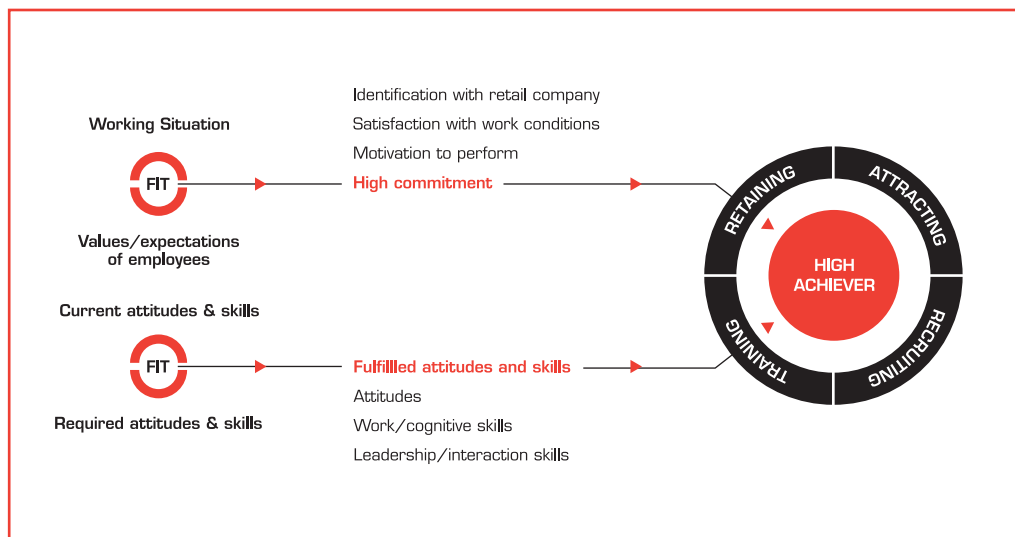 Identification with retail company
Working Situation
Satisfaction with work conditions
Motivation to perform
FIT
High commitment
Values/expectations
of employees
Current attitudes & skills
FIT
Fulfilled attitudes and skills
Required attitudes & skills
Attitudes
Work/cognitive skills
Leadership/interaction skills
RETAINING
ATTRACTING
HIGH
ACHIEVER
TRAINING
RECRUITING